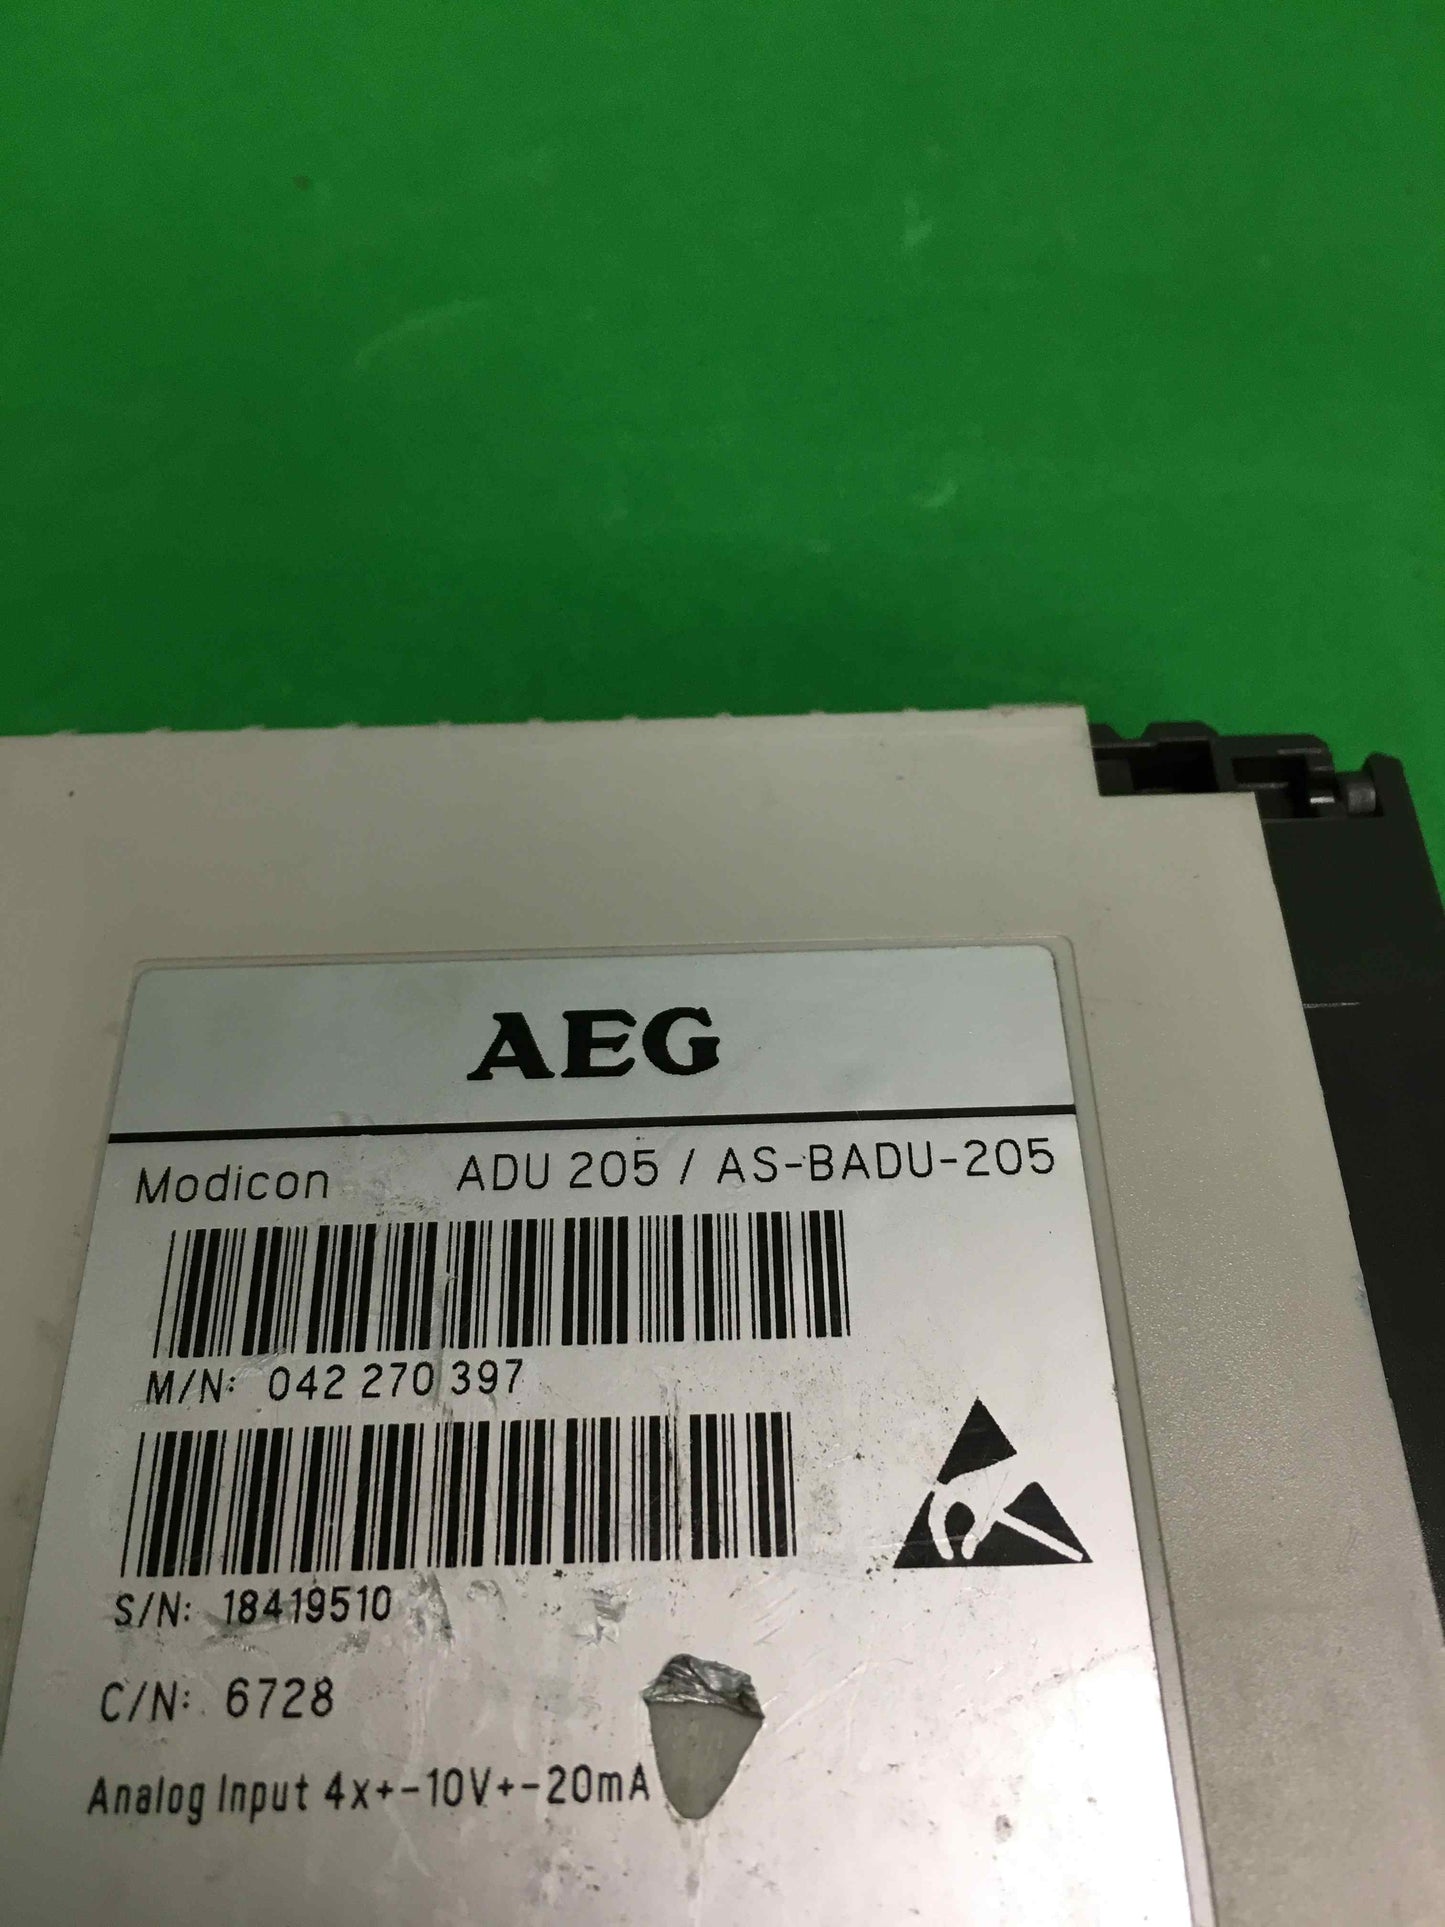 AEG
Modicon ADU 205 / AS-BADU-205
M/N: 042 270 397
S/N: 18419510
C/N: 6728
Analog Input 4x+-10V+-20mA